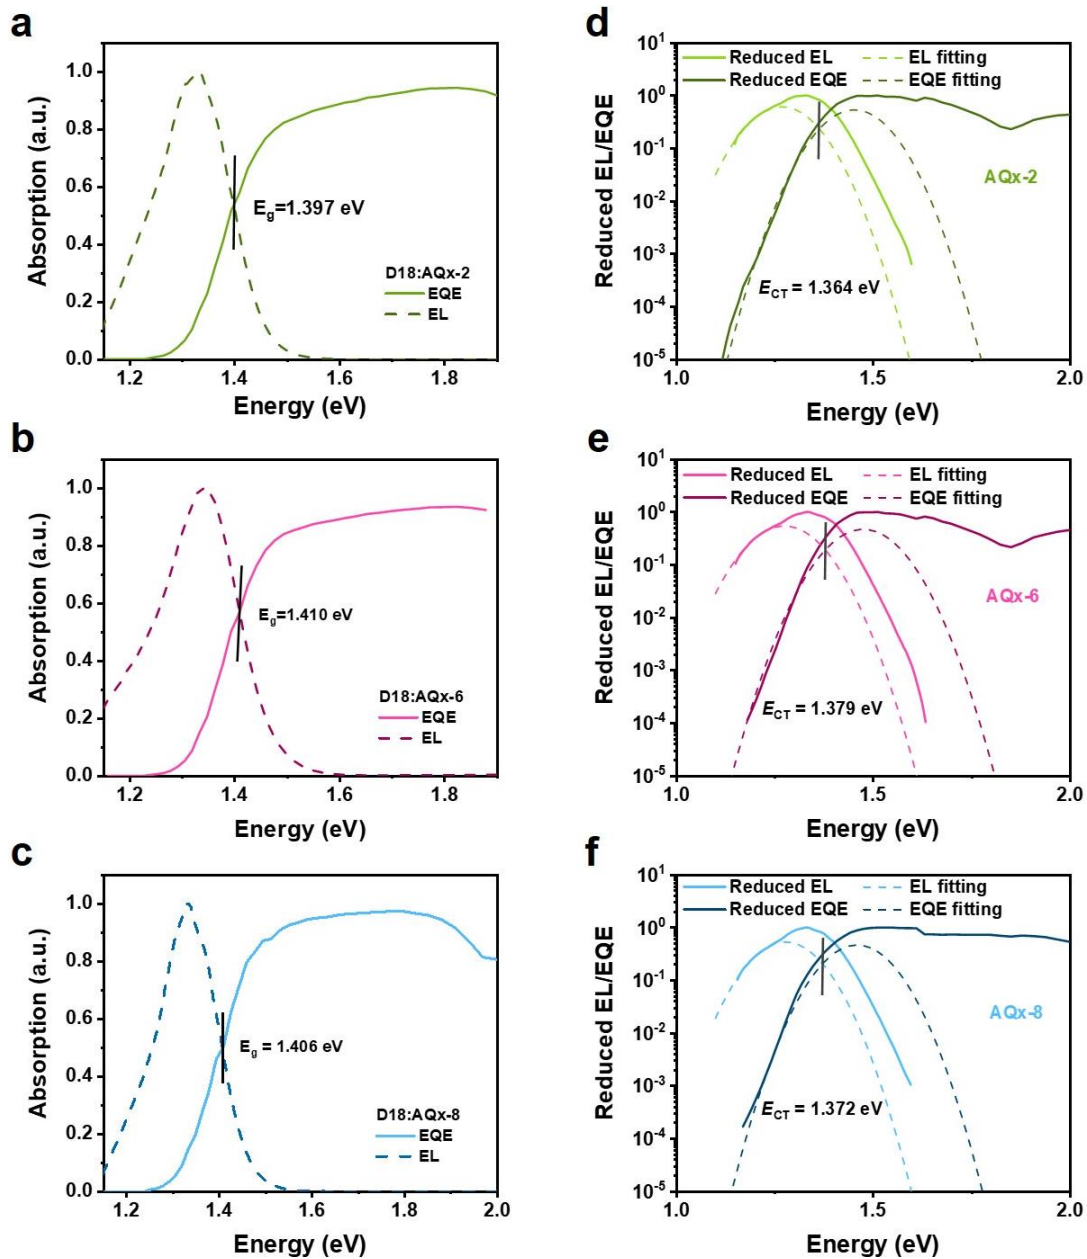 a
1.0
0.8
0.6
0.4
0.2
0.0
Absorption (a.u.)
Eg=1.397 eV
D18:AQx-2
EQE
EL
1.2 1.4 1.6 1.8
Energy (eV)
d
10^1
10^0
10^-1
10^-2
10^-3
10^-4
10^-5
Reduced EL/EQE
Reduced EL EL fitting
Reduced EQE EQE fitting
AQx-2
ECT = 1.364 eV
1.0 1.5 2.0
Energy (eV)
b
1.0
0.8
0.6
0.4
0.2
0.0
Absorption (a.u.)
Eg=1.410 eV
D18:AQx-6
EQE
EL
1.2 1.4 1.6 1.8
Energy (eV)
e
10^1
10^0
10^-1
10^-2
10^-3
10^-4
10^-5
Reduced EL/EQE
Reduced EL EL fitting
Reduced EQE EQE fitting
AQx-6
ECT = 1.379 eV
1.0 1.5 2.0
Energy (eV)
c
1.0
0.8
0.6
0.4
0.2
0.0
Absorption (a.u.)
Eg = 1.406 eV
D18:AQx-8
EQE
EL
1.2 1.4 1.6 1.8 2.0
Energy (eV)
f
10^1
10^0
10^-1
10^-2
10^-3
10^-4
10^-5
Reduced EL/EQE
Reduced EL EL fitting
Reduced EQE EQE fitting
AQx-8
ECT = 1.372 eV
1.0 1.5 2.0
Energy (eV)